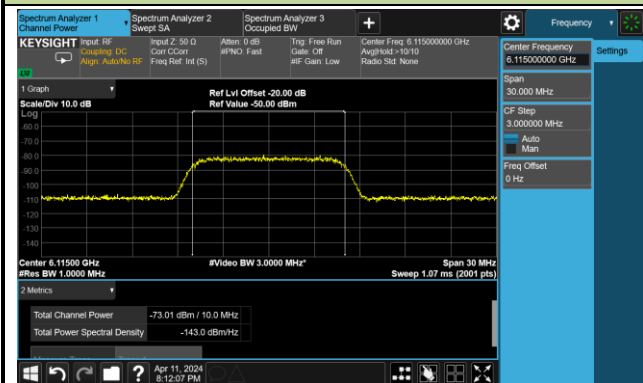 Spectrum Analyzer 1
Channel Power
Spectrum Analyzer 2
Swept SA
Spectrum Analyzer 3
Occupied BW
Frequency
KEYSIGHT
Input: RF
Coupling: DC
Align: Auto/No RF
Input Z: 50 Ω
Corr CCorr
Freq Ref: Int (S)
Atten: 0 dB
#PNO: Fast
Trig: Free Run
Gate: Off
#IF Gain: Low
Center Freq: 6.115000000 GHz
Avg|Hold:>10/10
Radio Std: None
Center Frequency
6.115000000 GHz
Settings
Span
30.000 MHz
CF Step
3.000000 MHz
Auto
Man
Freq Offset
0 Hz
1 Graph
Scale/Div 10.0 dB
Ref Lvl Offset -20.00 dB
Ref Value -50.00 dBm
Log
-60.0
-70.0
-80.0
-90.0
-100
-110
-120
-130
-140
Center 6.11500 GHz
#Video BW 3.0000 MHz*
Span 30 MHz
#Res BW 1.0000 MHz
Sweep 1.07 ms (2001 pts)
2 Metrics
Total Channel Power -73.01 dBm / 10.0 MHz
Total Power Spectral Density -143.0 dBm/Hz
Apr 11, 2024
8:12:07 PM